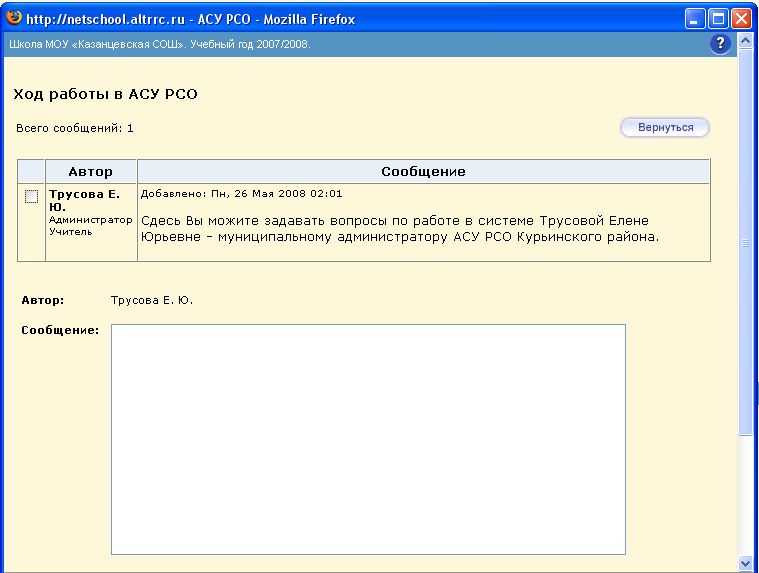 http://netschool.altrrc.ru - АСУ РСО - Mozilla Firefox
Школа МОУ «Казанцевская СОШ». Учебный год 2007/2008.
?
Ход работы в АСУ РСО
Всего сообщений: 1
Вернуться
Автор
Сообщение
Трусова Е.
Ю.
Администратор
Учитель
Добавлено: Пн, 26 Мая 2008 02:01
Сдесь Вы можите задавать вопросы по работе в системе Трусовой Елене
Юрьевне – муниципальному администратору АСУ РСО Курьинского района.
Автор:
Трусова Е. Ю.
Сообщение: